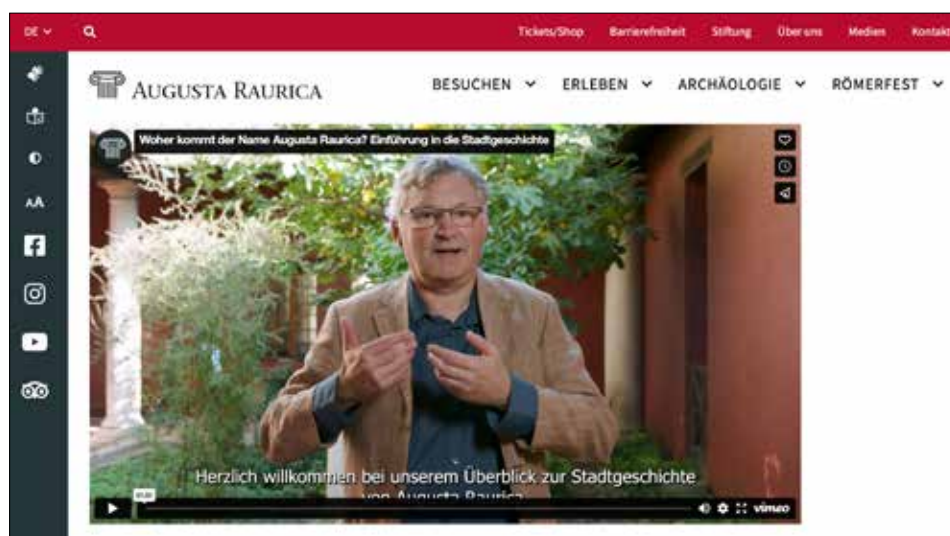 DE
Tickets/Shop Barrierefreiheit Stiftung Über uns Medien Kontakt
AUGUSTA RAURICA
BESUCHEN ERLEBEN ARCHÄOLOGIE RÖMERFEST
Woher kommt der Name Augusta Raurica? Einführung in die Stadtgeschichte
AA
Herzlich willkommen bei unserem Überblick zur Stadtgeschichte
von Augusta Raurica
vimeo